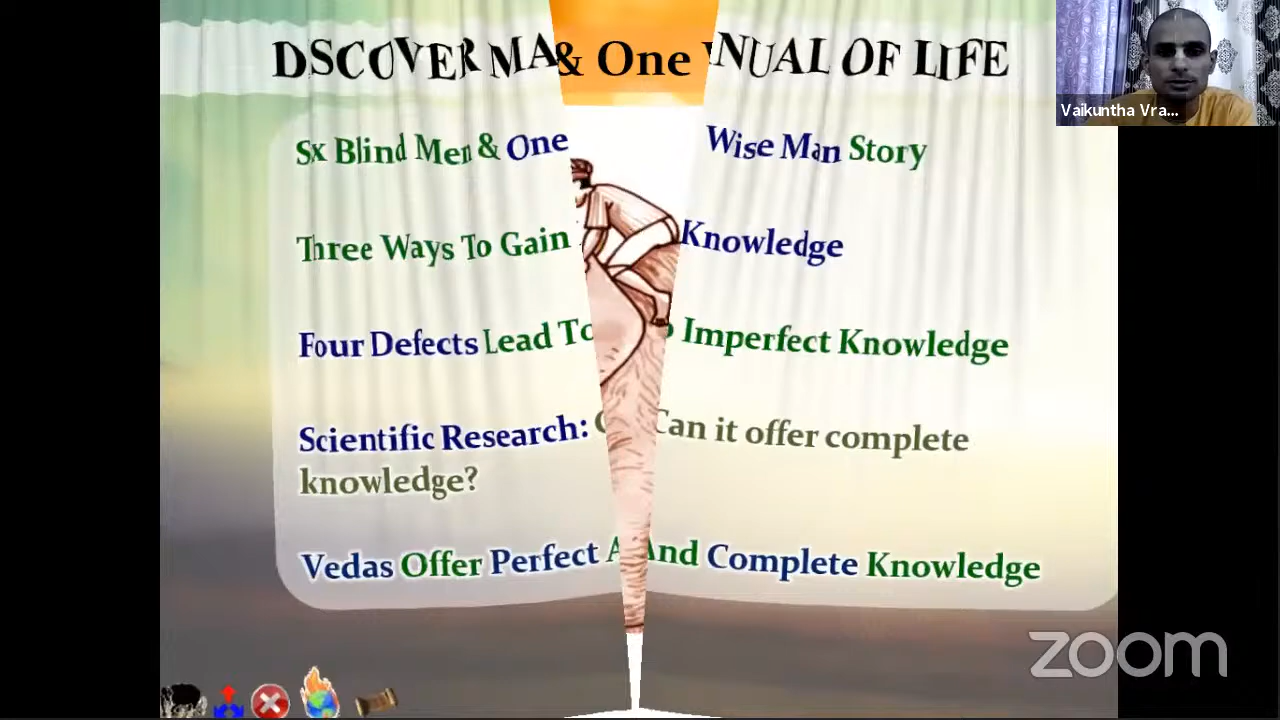 DSCOVER MA & One NUAL OF LIFE
Vaikuntha Vra...
Sx Blind Men & One Wise Man Story
Three Ways To Gain Knowledge
Four Defects Lead To Imperfect Knowledge
Scientific Research: Can it offer complete
knowledge?
Vedas Offer Perfect And Complete Knowledge
zoom